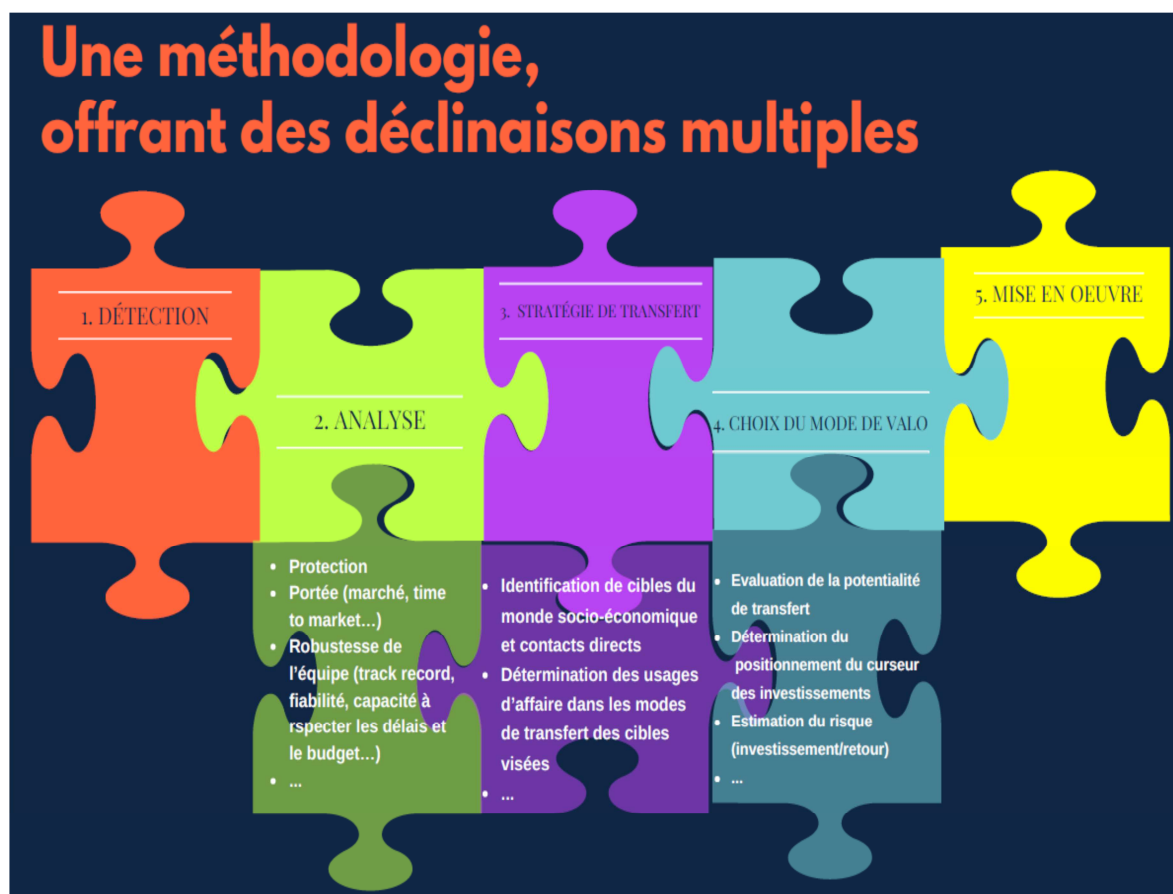 Une méthodologie,
offrant des déclinaisons multiples
1. DÉTECTION
2. ANALYSE
3. STRATÉGIE DE TRANSFERT
4. CHOIX DU MODE DE VALO
5. MISE EN OEUVRE
• Protection
• Portée (marché, time
to market...)
• Robustesse de
l'équipe (track record,
fiabilité, capacité à
rspecter les délais et
le budget...)
• ...
• Identification de cibles du
monde socio-économique
et contacts directs
• Détermination des usages
d'affaire dans les modes
de transfert des cibles
visées
• ...
• Evaluation de la potentialité
de transfert
• Détermination du
positionnement du curseur
des investissements
• Estimation du risque
(investissement/retour)
• ...